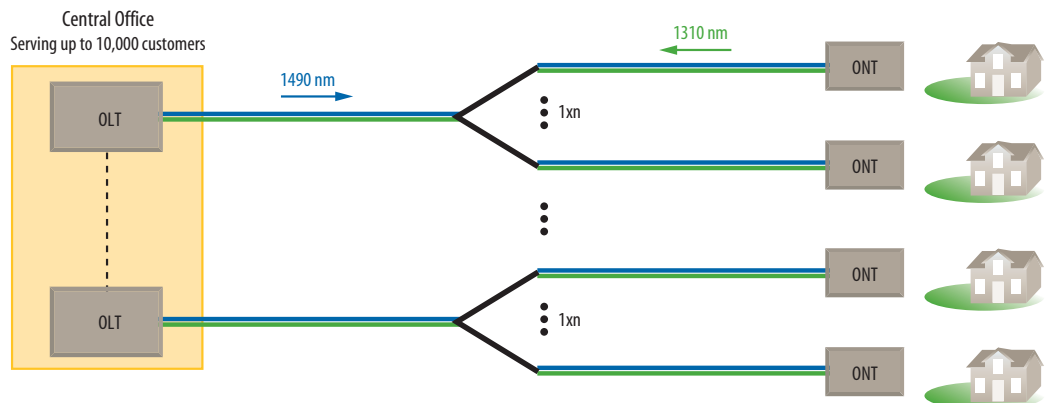 Central Office
Serving up to 10,000 customers
1310 nm
1490 nm
OLT
ONT
1xn
ONT
ONT
OLT
1xn
ONT